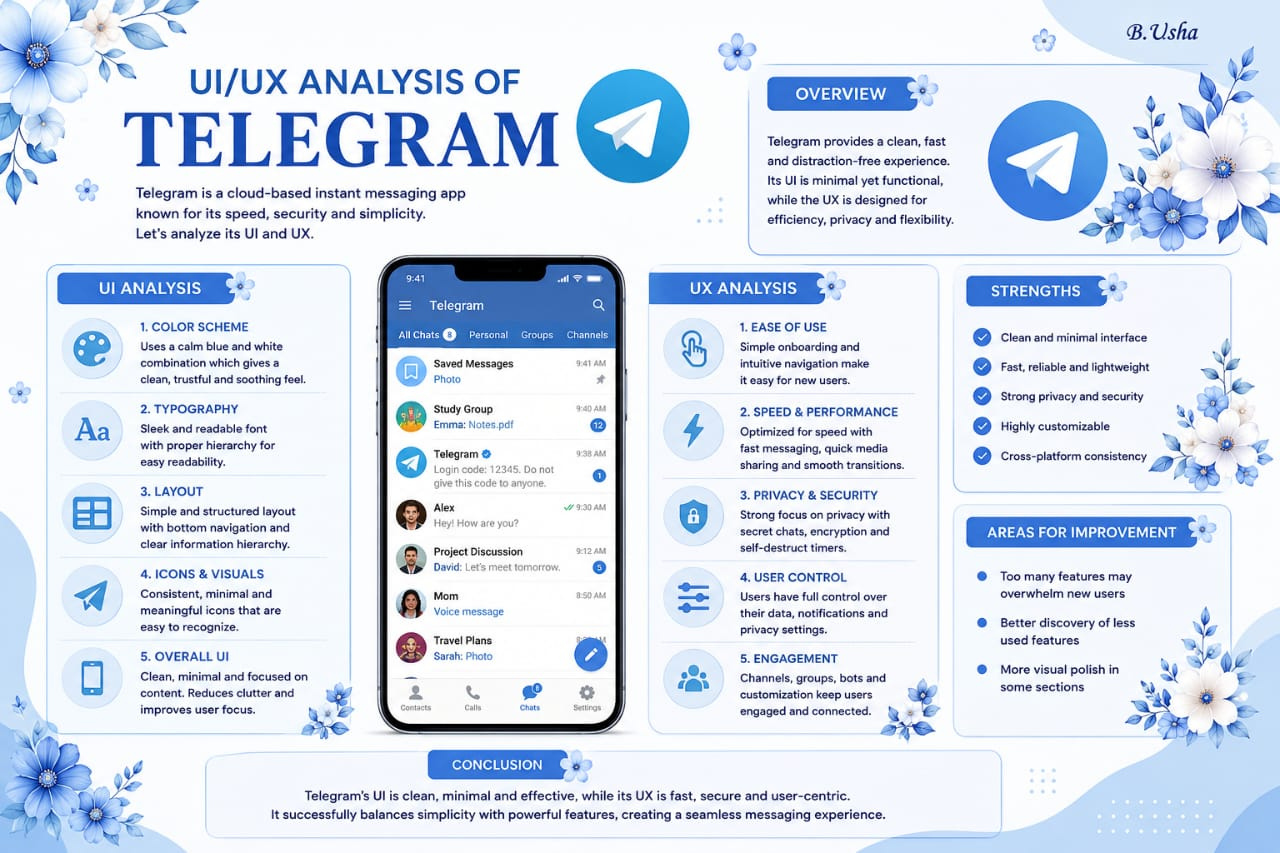 B.Usha
UI/UX ANALYSIS OF
TELEGRAM
Telegram is a cloud-based instant messaging app
known for its speed, security and simplicity.
Let's analyze its UI and UX.
OVERVIEW
Telegram provides a clean, fast
and distraction-free experience.
Its UI is minimal yet functional,
while the UX is designed for
efficiency, privacy and flexibility.
UI ANALYSIS
1. COLOR SCHEME
Uses a calm blue and white
combination which gives a
clean, trustful and soothing feel.
Aa
2. TYPOGRAPHY
Sleek and readable font
with proper hierarchy for
easy readability.
3. LAYOUT
Simple and structured layout
with bottom navigation and
clear information hierarchy.
4. ICONS & VISUALS
Consistent, minimal and
meaningful icons that are
easy to recognize.
5. OVERALL UI
Clean, minimal and focused on
content. Reduces clutter and
improves user focus.
9:41
Telegram
All Chats 8 Personal Groups Channels
Saved Messages 9:41 AM
Photo
Study Group 9:40 AM
Emma: Notes.pdf 12
Telegram 9:38 AM
Login code: 12345. Do not
give this code to anyone. 1
Alex 9:30 AM
Hey! How are you?
Project Discussion 9:12 AM
David: Let's meet tomorrow. 5
Mom 8:50 AM
Voice message
Travel Plans
Sarah: Photo
8
Contacts Calls Chats Settings
UX ANALYSIS
1. EASE OF USE
Simple onboarding and
intuitive navigation make
it easy for new users.
2. SPEED & PERFORMANCE
Optimized for speed with
fast messaging, quick media
sharing and smooth transitions.
3. PRIVACY & SECURITY
Strong focus on privacy with
secret chats, encryption and
self-destruct timers.
4. USER CONTROL
Users have full control over
their data, notifications and
privacy settings.
5. ENGAGEMENT
Channels, groups, bots and
customization keep users
engaged and connected.
STRENGTHS
Clean and minimal interface
Fast, reliable and lightweight
Strong privacy and security
Highly customizable
Cross-platform consistency
AREAS FOR IMPROVEMENT
Too many features may
overwhelm new users
Better discovery of less
used features
More visual polish in
some sections
CONCLUSION
Telegram's UI is clean, minimal and effective, while its UX is fast, secure and user-centric.
It successfully balances simplicity with powerful features, creating a seamless messaging experience.